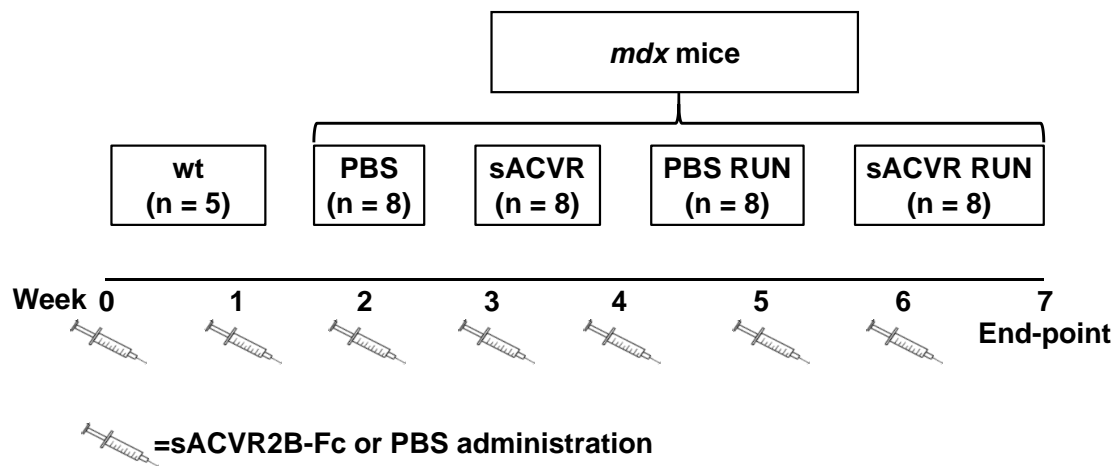 mdx mice
wt
(n = 5)
PBS
(n = 8)
sACVR
(n = 8)
PBS RUN
(n = 8)
sACVR RUN
(n = 8)
Week 0 1 2 3 4 5 6 7
End-point
=sACVR2B-Fc or PBS administration